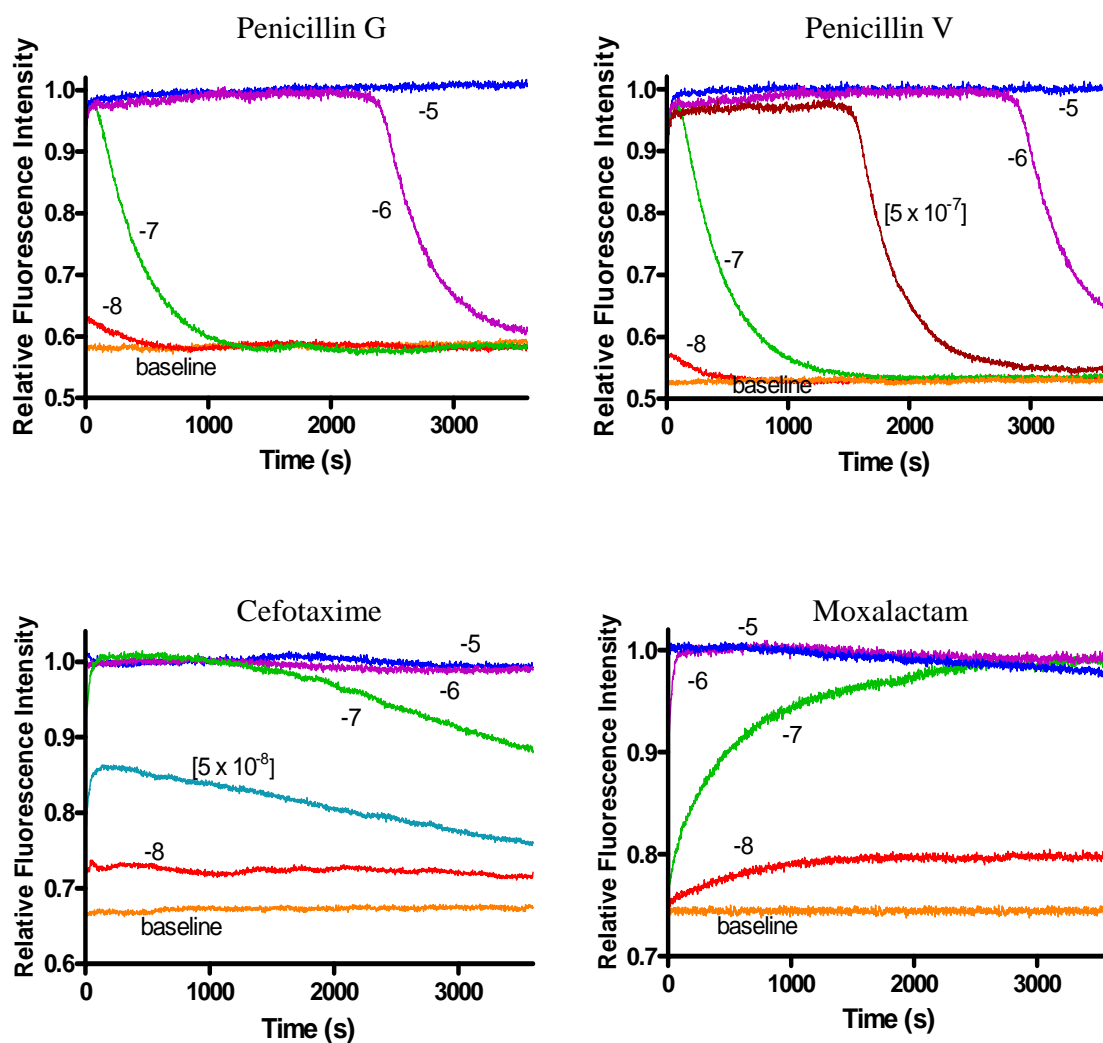 Penicillin G
Relative Fluorescence Intensity
1.0
0.9
0.8
0.7
0.6
0.5
-5
-6
-7
-8
baseline
0 1000 2000 3000
Time (s)
Penicillin V
Relative Fluorescence Intensity
1.0
0.9
0.8
0.7
0.6
0.5
-5
-6
[5 x 10-7]
-7
-8
baseline
0 1000 2000 3000
Time (s)
Cefotaxime
Relative Fluorescence Intensity
1.0
0.9
0.8
0.7
0.6
-5
-6
-7
[5 x 10-8]
-8
baseline
0 1000 2000 3000
Time (s)
Moxalactam
Relative Fluorescence Intensity
1.0
0.9
0.8
0.7
-5
-6
-7
-8
baseline
0 1000 2000 3000
Time (s)